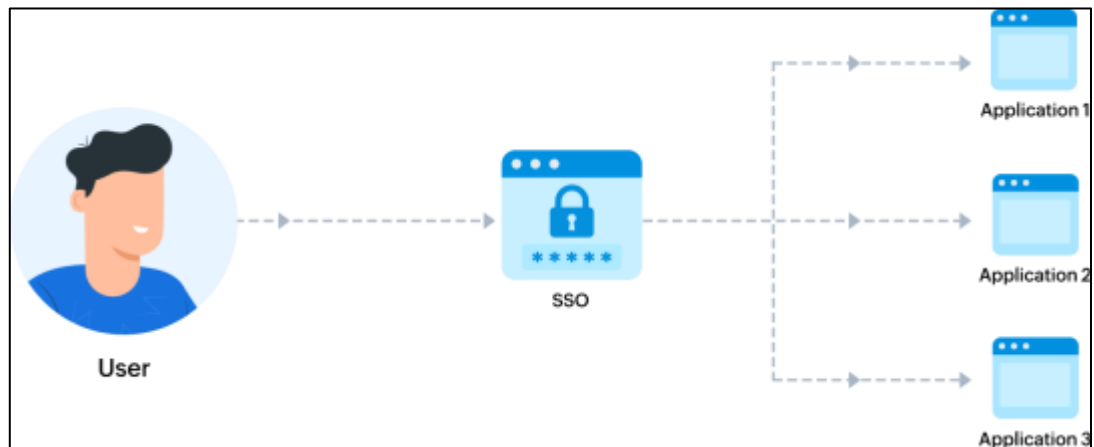 Application 1
* * * * *
SSO
Application 2
User
Application 3